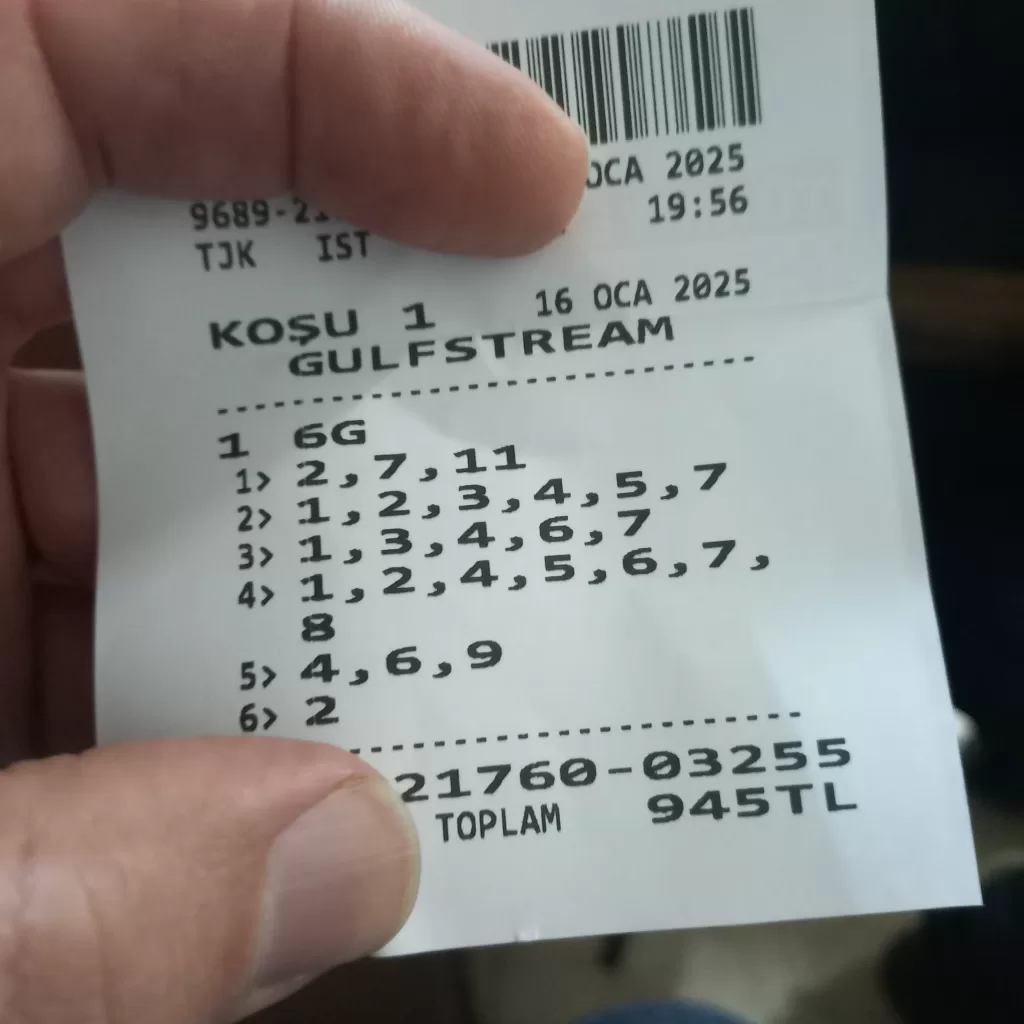 OCA 2025
19:56
TJK IST
KOŞU 1 16 OCA 2025
GULFSTREAM
1 6G
1> 2,7,11
2> 1,2,3,4,5,7
3> 1,3,4,6,7
4> 1,2,4,5,6,7,
8
5> 4,6,9
6> 2
21760-03255
TOPLAM 945TL